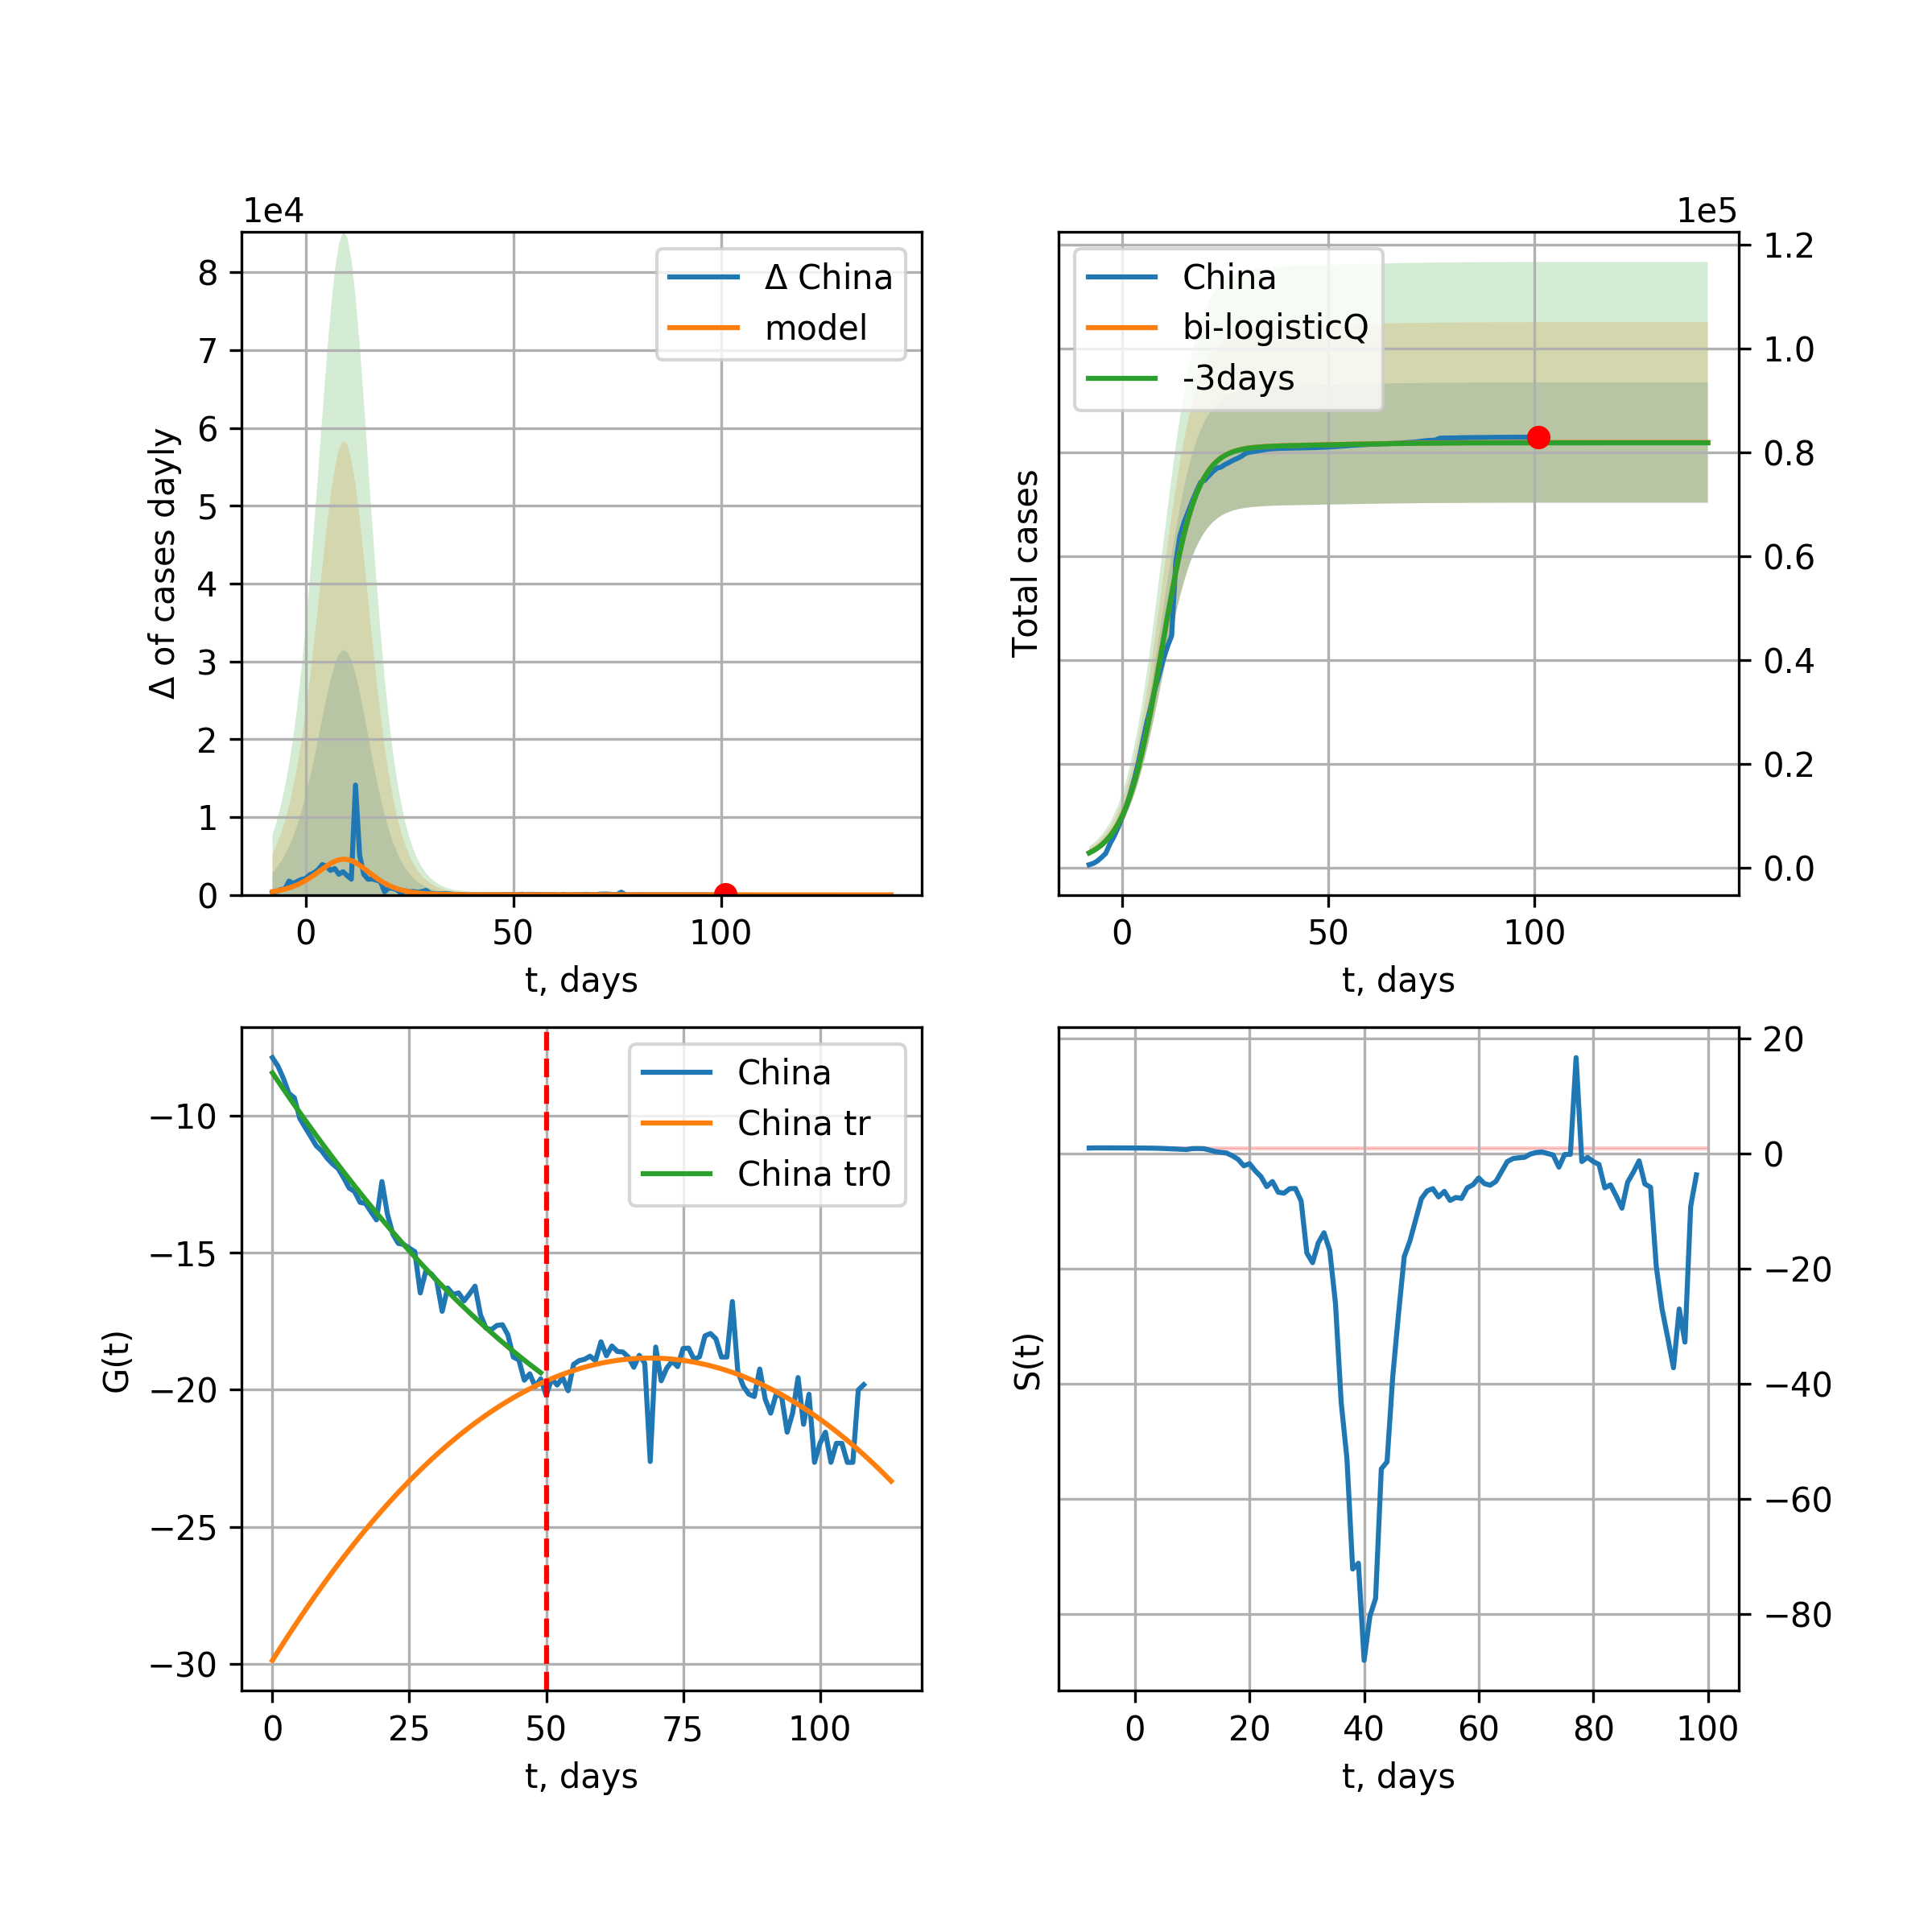 1e4
Δ of cases dayly
8
7
6
5
4
3
2
1
0
Δ China
model
0 50 100
t, days
1e5
Total cases
China
bi-logisticQ
-3days
1.2
1.0
0.8
0.6
0.4
0.2
0.0
0 50 100
t, days
G(t)
−10
−15
−20
−25
−30
China
China tr
China tr0
0 25 50 75 100
t, days
S(t)
20
0
−20
−40
−60
−80
0 20 40 60 80 100
t, days